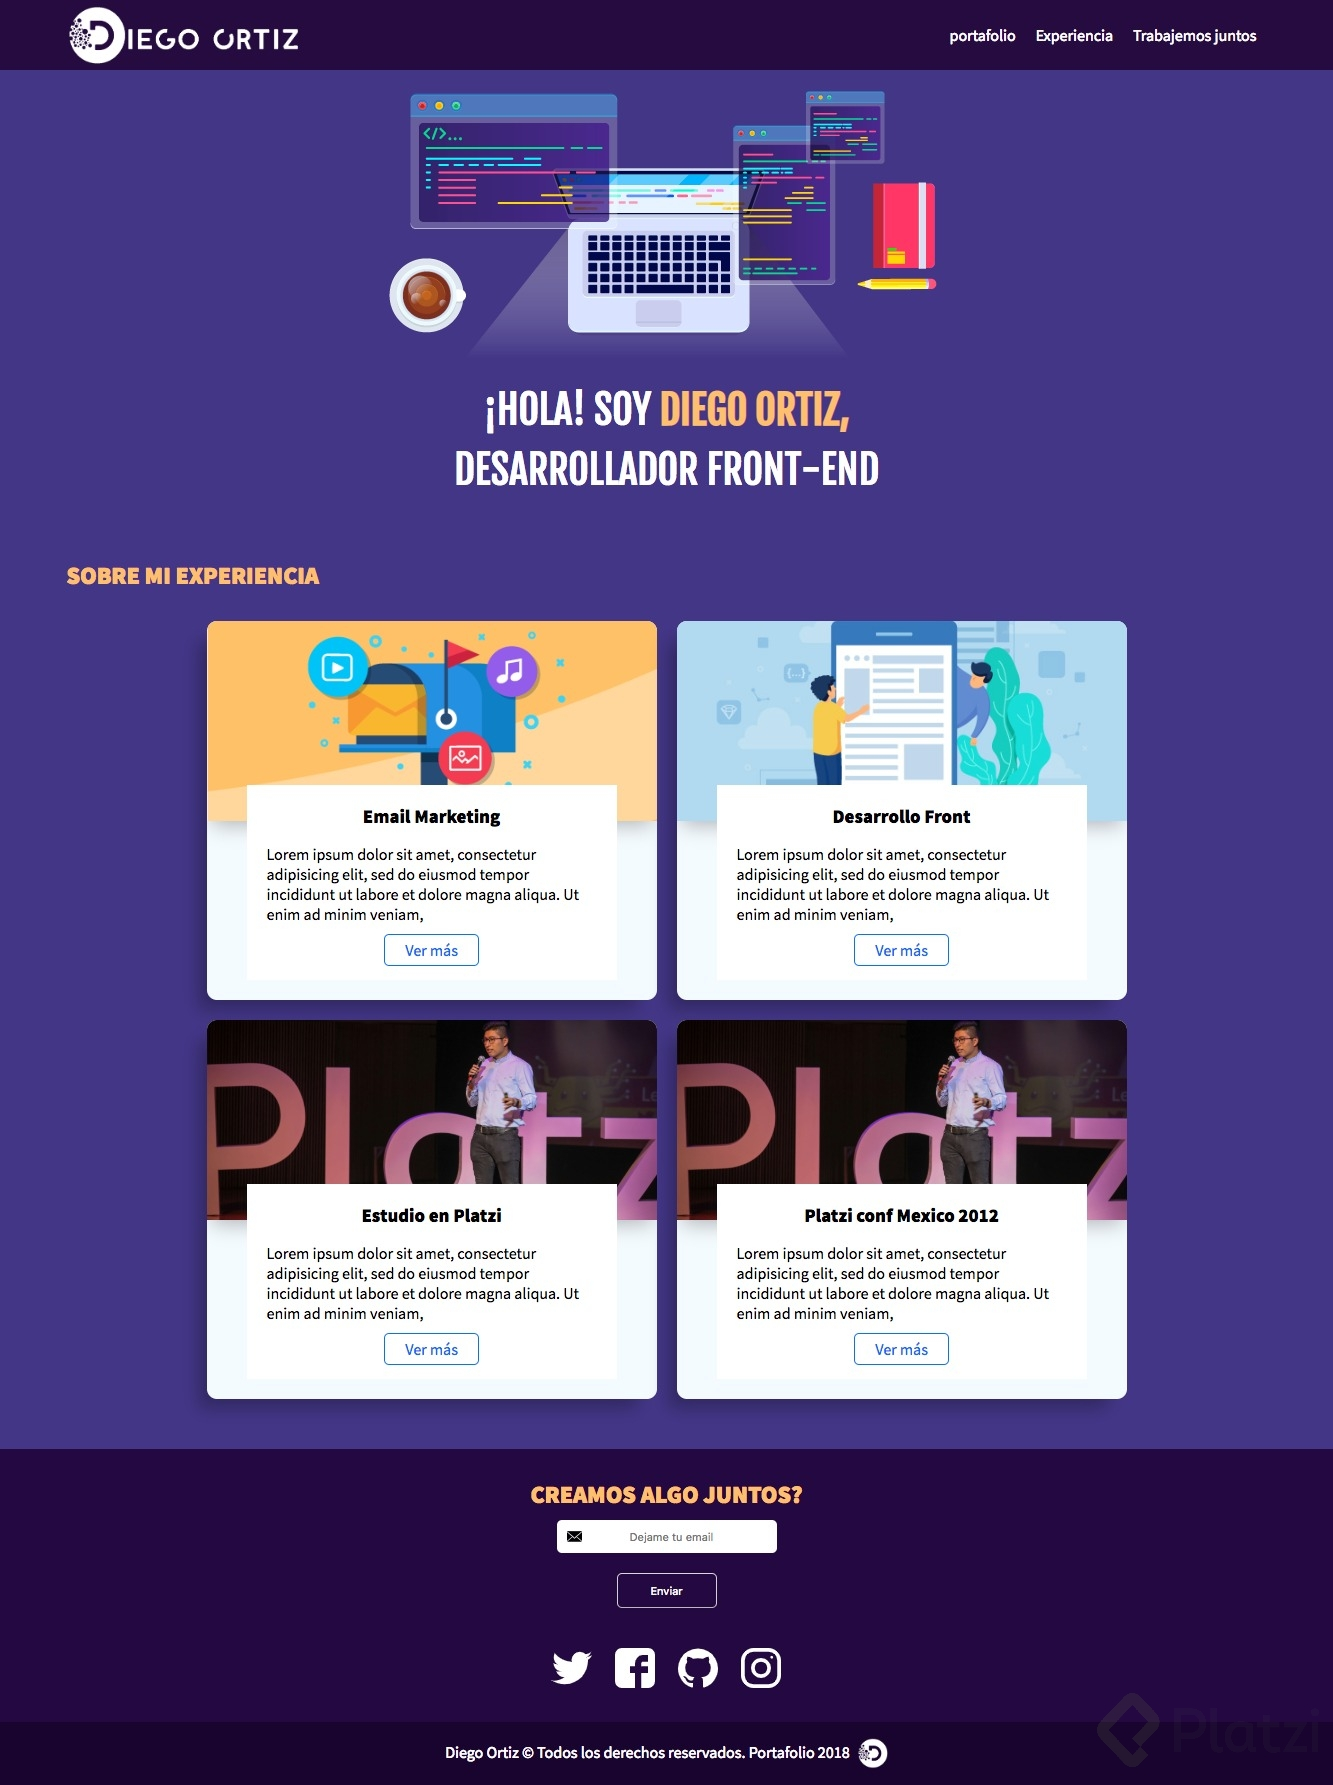 DIEGO ORTIZ
portafolio Experiencia Trabajemos juntos
</>...
¡HOLA! SOY DIEGO ORTIZ,
DESARROLLADOR FRONT-END
SOBRE MI EXPERIENCIA
{...}
Email Marketing
Lorem ipsum dolor sit amet, consectetur
adipisicing elit, sed do eiusmod tempor
incididunt ut labore et dolore magna aliqua. Ut
enim ad minim veniam,
Ver más
Desarrollo Front
Lorem ipsum dolor sit amet, consectetur
adipisicing elit, sed do eiusmod tempor
incididunt ut labore et dolore magna aliqua. Ut
enim ad minim veniam,
Ver más
Platzi
Le
Estudio en Platzi
Lorem ipsum dolor sit amet, consectetur
adipisicing elit, sed do eiusmod tempor
incididunt ut labore et dolore magna aliqua. Ut
enim ad minim veniam,
Ver más
Platzi
Le
Platzi conf Mexico 2012
Lorem ipsum dolor sit amet, consectetur
adipisicing elit, sed do eiusmod tempor
incididunt ut labore et dolore magna aliqua. Ut
enim ad minim veniam,
Ver más
CREAMOS ALGO JUNTOS?
Dejame tu email
Enviar
Diego Ortiz © Todos los derechos reservados. Portafolio 2018
Platzi